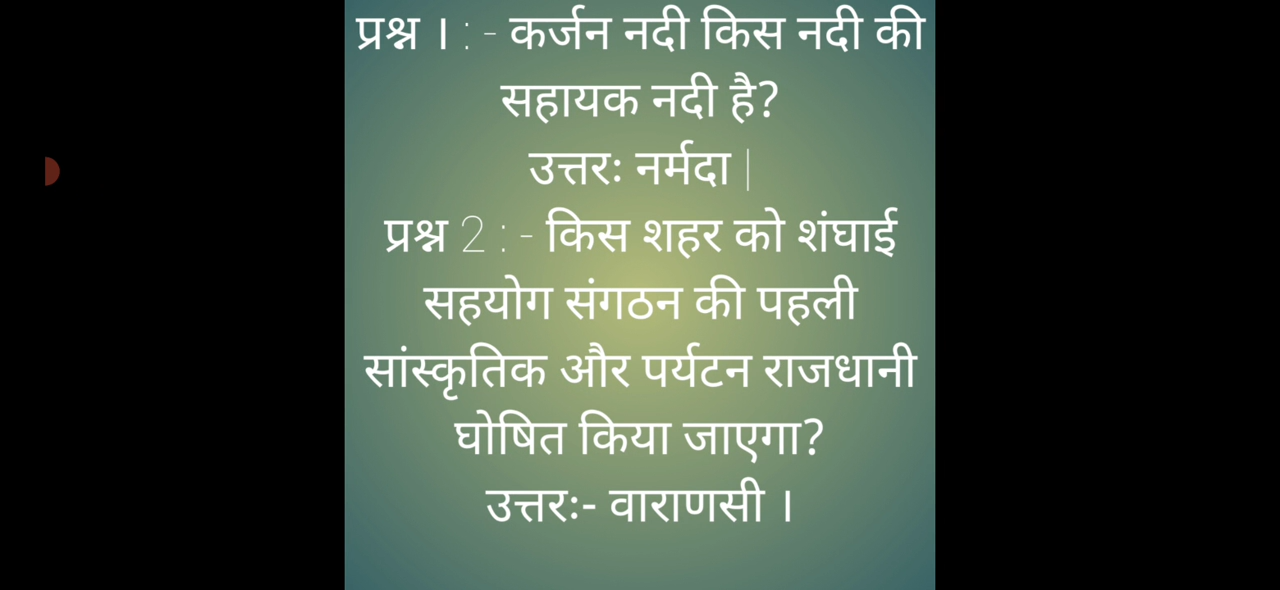 प्रश्न । : - कर्जन नदी किस नदी की
सहायक नदी है?
उत्तरः नर्मदा |
प्रश्न 2 : - किस शहर को शंघाई
सहयोग संगठन की पहली
सांस्कृतिक और पर्यटन राजधानी
घोषित किया जाएगा?
उत्तरः- वाराणसी ।